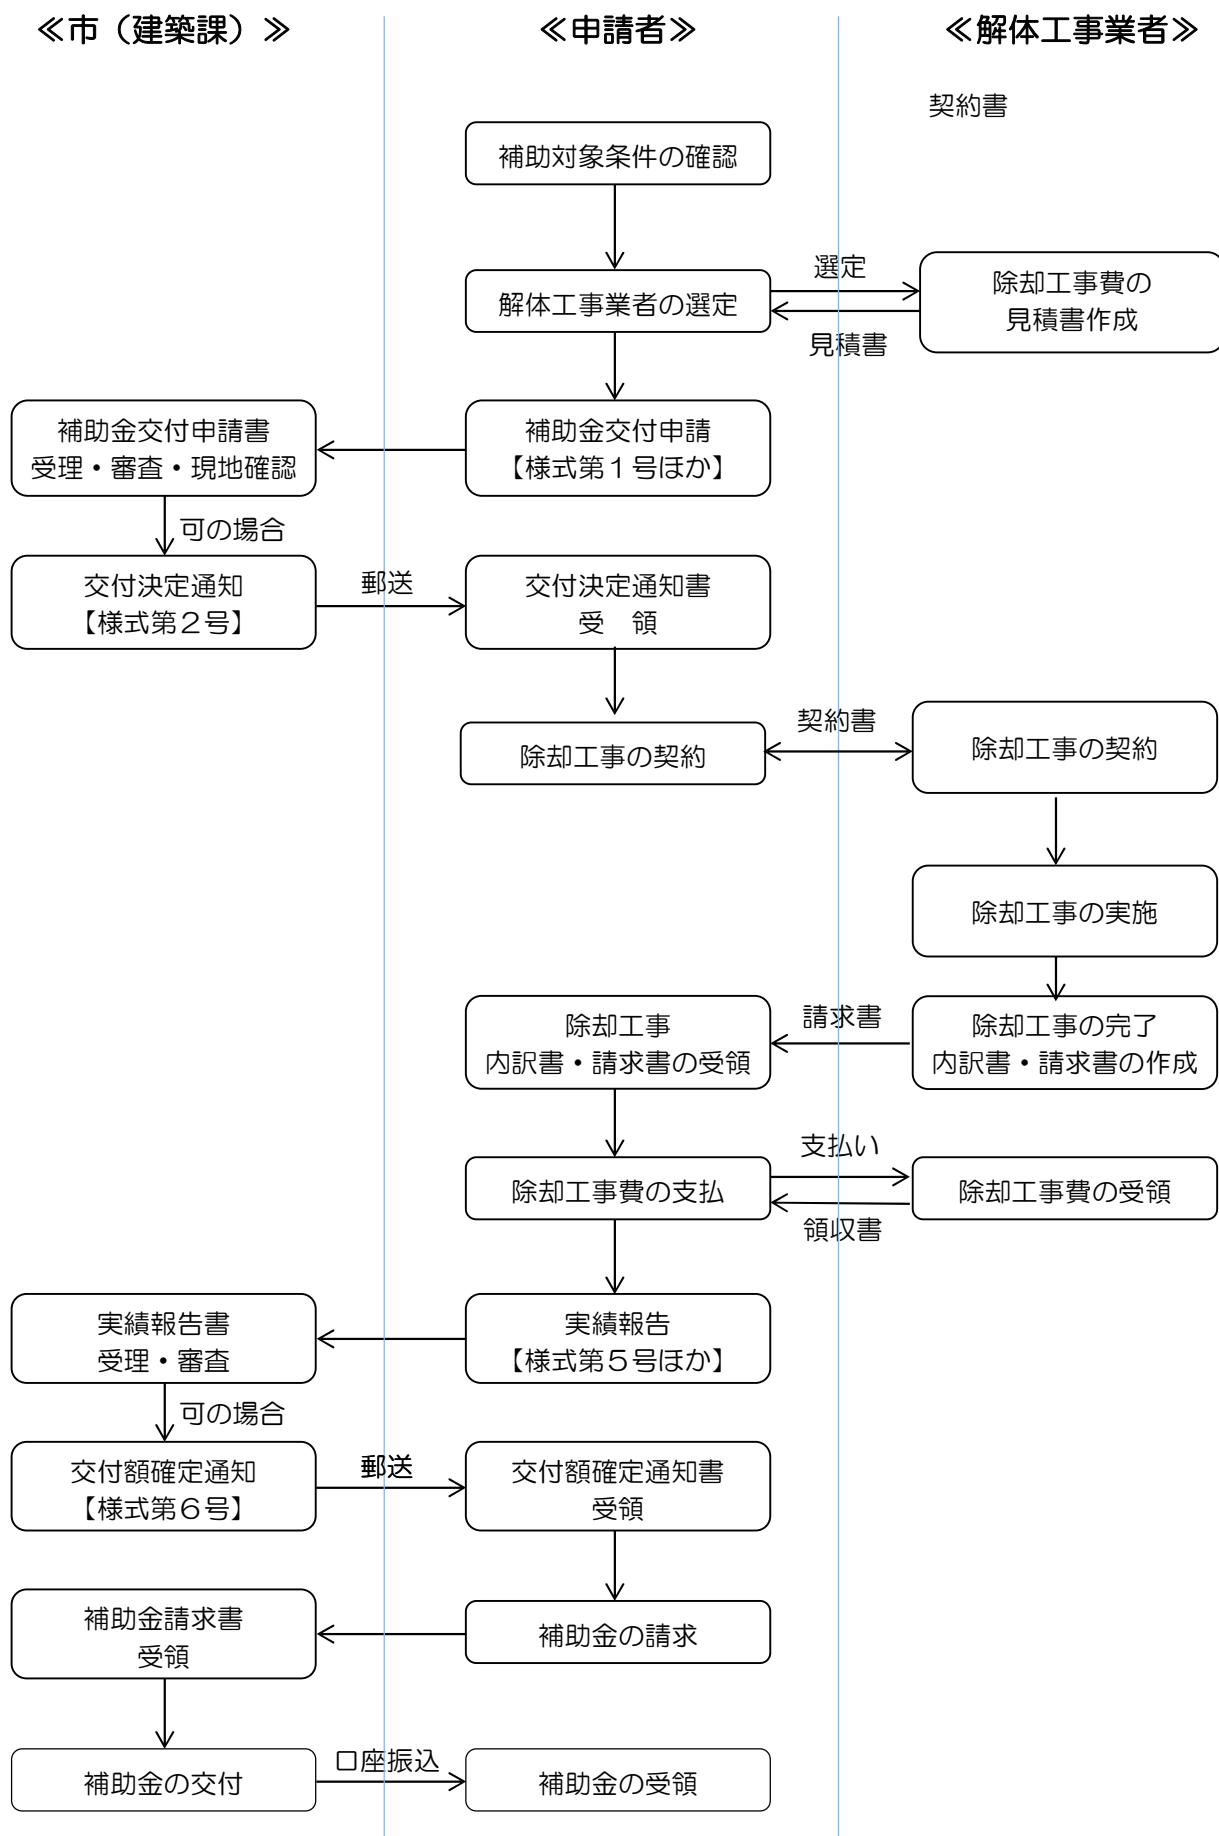 ≪市（建築課）≫
≪申請者≫
≪解体工事業者≫
契約書
補助対象条件の確認
選定
解体工事業者の選定
除却工事費の
見積書作成
見積書
補助金交付申請書
受理・審査・現地確認
補助金交付申請
【様式第１号ほか】
可の場合
交付決定通知
【様式第２号】
郵送
交付決定通知書
受　領
契約書
除却工事の契約
除却工事の契約
除却工事の実施
除却工事
内訳書・請求書の受領
請求書
除却工事の完了
内訳書・請求書の作成
支払い
除却工事費の支払
除却工事費の受領
領収書
実績報告書
受理・審査
実績報告
【様式第５号ほか】
可の場合
交付額確定通知
【様式第６号】
郵送
交付額確定通知書
受領
補助金請求書
受領
補助金の請求
口座振込
補助金の交付
補助金の受領